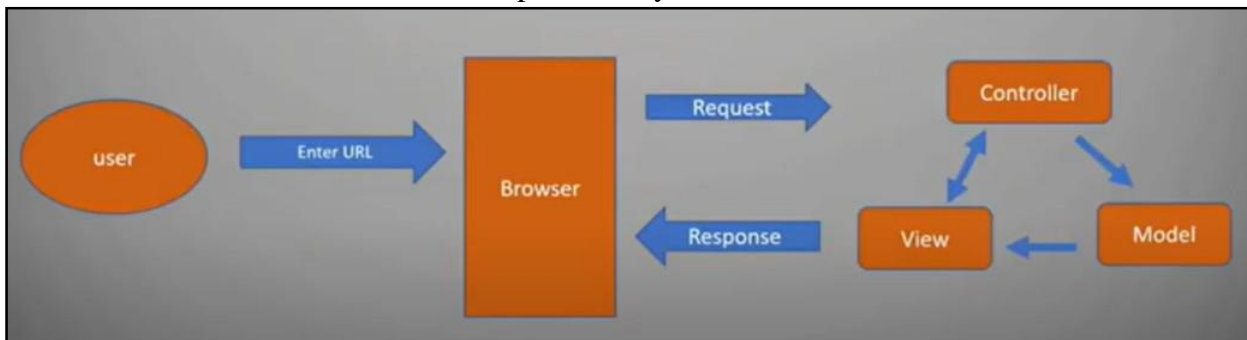 user
Enter URL
Browser
Request
Response
Controller
View
Model